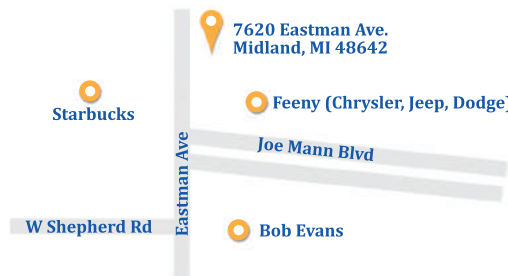 7620 Eastman Ave.
Midland, MI 48642
Starbucks
Feeny (Chrysler, Jeep, Dodge)
Joe Mann Blvd
Eastman Ave
W Shepherd Rd
Bob Evans